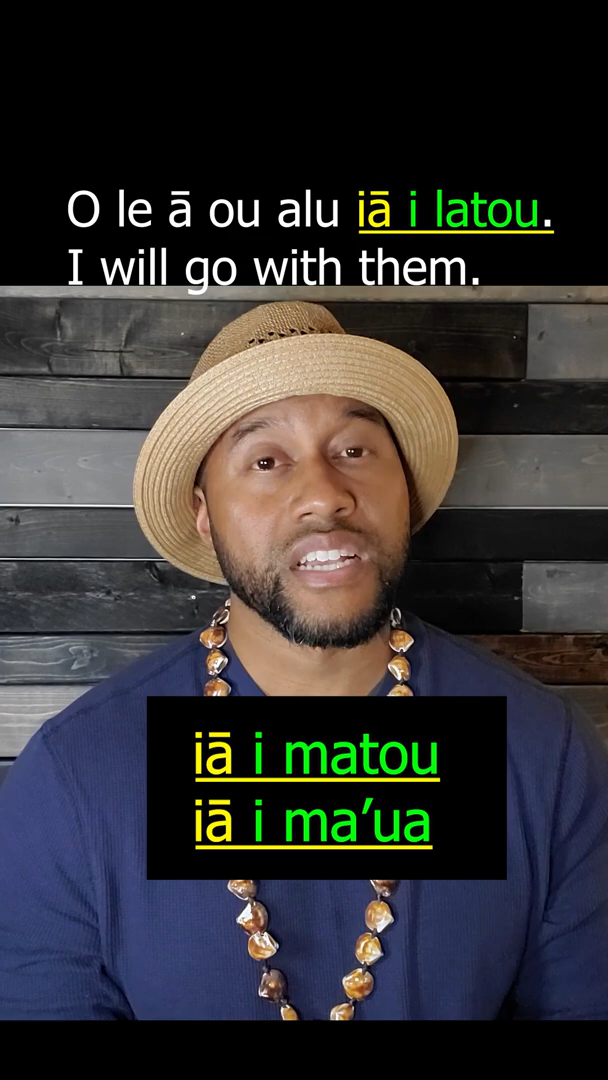 O le ā ou alu iā i latou.
I will go with them.
iā i matou
iā i ma’ua